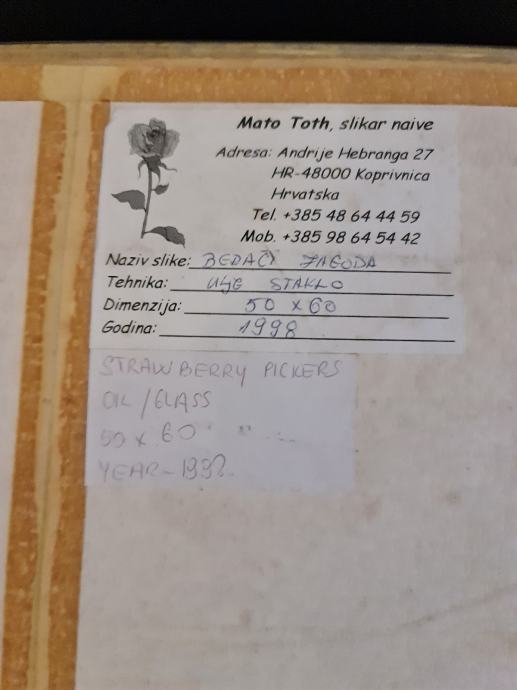 Mato Toth, slikar naive
Adresa: Andrije Hebranga 27
HR-48000 Koprivnica
Hrvatska
Tel. +385 48 64 44 59
Mob. +385 98 64 54 42
Naziv slike: BERAČI JAGODA
Tehnika: ULJE STAKLO
Dimenzija: 50 x 60
Godina: 1998
STRAWBERRY PICKERS
OIL / GLASS
50 x 60
YEAR -